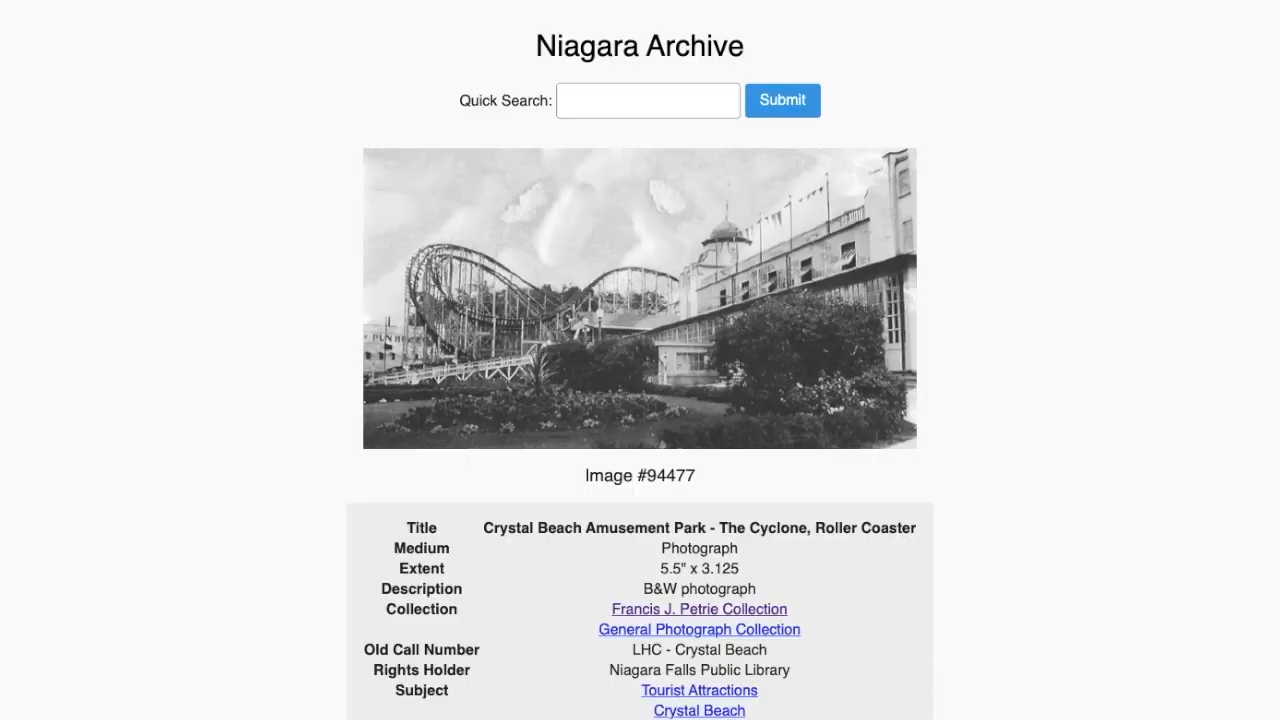 Niagara Archive
Quick Search: Submit
Image #94477
Title Crystal Beach Amusement Park - The Cyclone, Roller Coaster
Medium Photograph
Extent 5.5" x 3.125
Description B&W photograph
Collection Francis J. Petrie Collection
General Photograph Collection
Old Call Number LHC - Crystal Beach
Rights Holder Niagara Falls Public Library
Subject Tourist Attractions
Crystal Beach